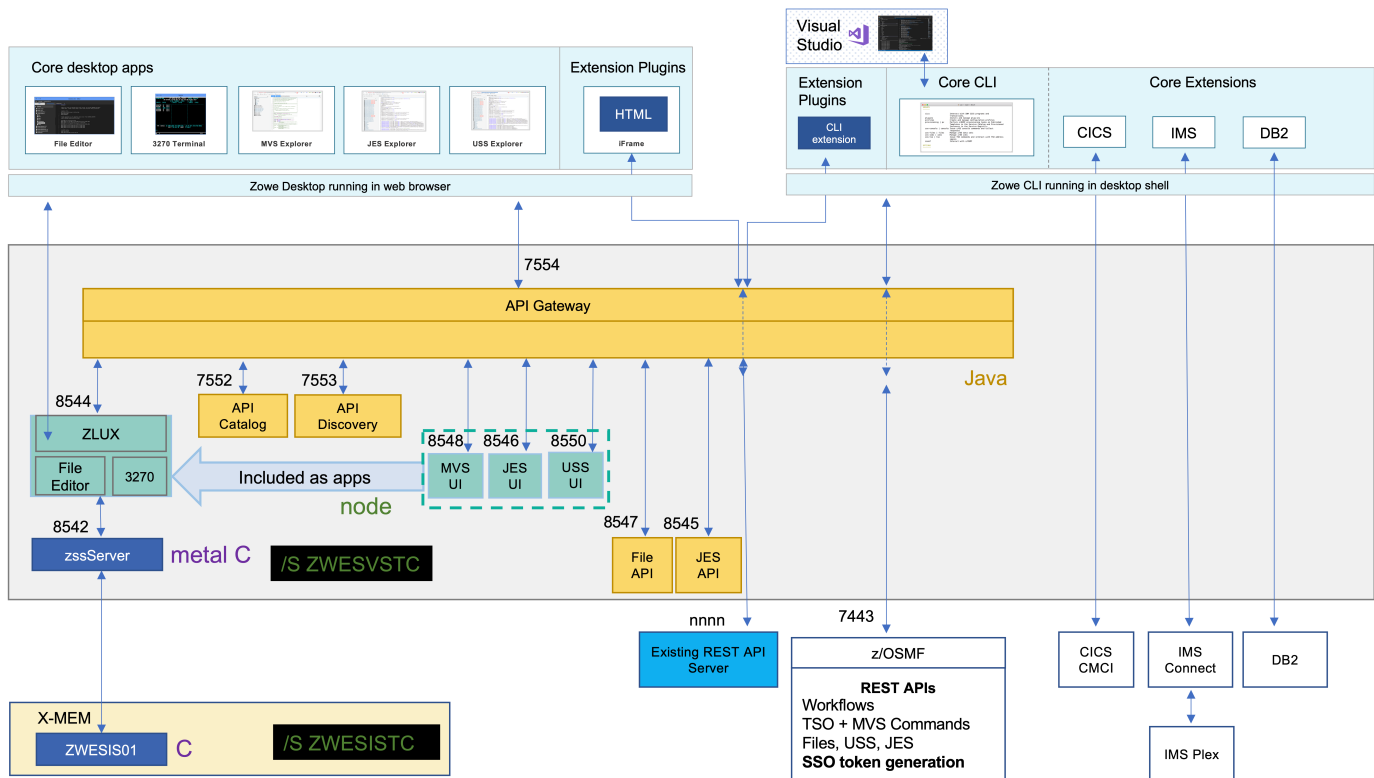 Visual
Studio
Core desktop apps
Extension Plugins
File Editor
3270 Terminal
MVS Explorer
JES Explorer
USS Explorer
HTML
iFrame
Extension
Plugins
Core CLI
Core Extensions
CLI
extension
CICS
IMS
DB2
Zowe Desktop running in web browser
Zowe CLI running in desktop shell
7554
API Gateway
Java
7552
7553
8544
API
Catalog
API
Discovery
ZLUX
File
Editor
3270
Included as apps
node
8548
8546
8550
MVS
UI
JES
UI
USS
UI
8542
zssServer
metal C
/S ZWESVSTC
8547
8545
File
API
JES
API
nnnn
7443
Existing REST API
Server
z/OSMF
REST APIs
Workflows
TSO + MVS Commands
Files, USS, JES
SSO token generation
CICS
CMCI
IMS
Connect
DB2
IMS Plex
X-MEM
ZWESIS01
C
/S ZWESISTC